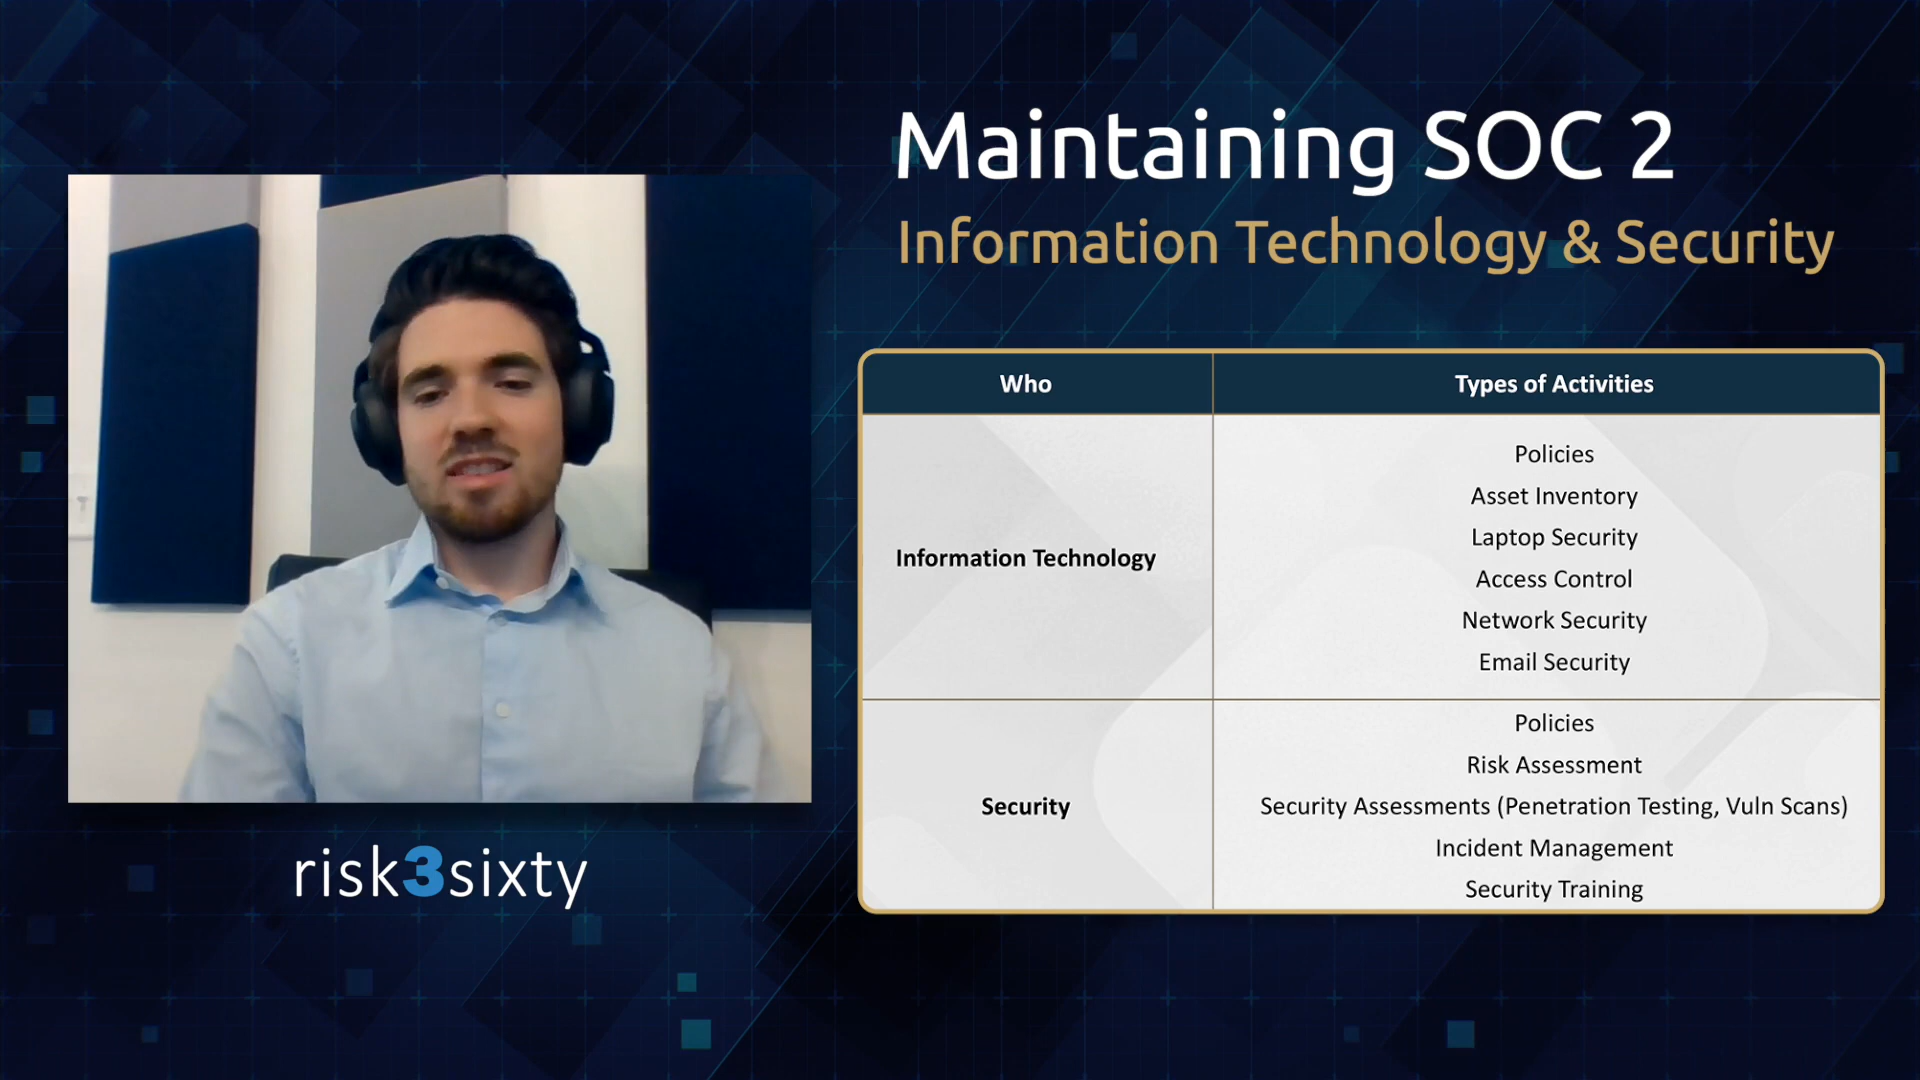 Maintaining SOC 2
Information Technology & Security
Who
Types of Activities
Information Technology
Policies
Asset Inventory
Laptop Security
Access Control
Network Security
Email Security
Security
Policies
Risk Assessment
Security Assessments (Penetration Testing, Vuln Scans)
Incident Management
Security Training
risk3sixty